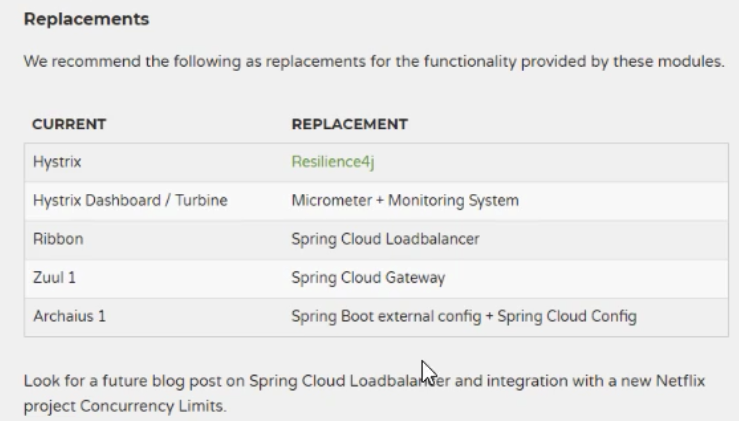 Replacements
We recommend the following as replacements for the functionality provided by these modules.
CURRENT REPLACEMENT
Hystrix Resilience4j
Hystrix Dashboard / Turbine Micrometer + Monitoring System
Ribbon Spring Cloud Loadbalancer
Zuul 1 Spring Cloud Gateway
Archaius 1 Spring Boot external config + Spring Cloud Config
Look for a future blog post on Spring Cloud Loadbalancer and integration with a new Netflix
project Concurrency Limits.